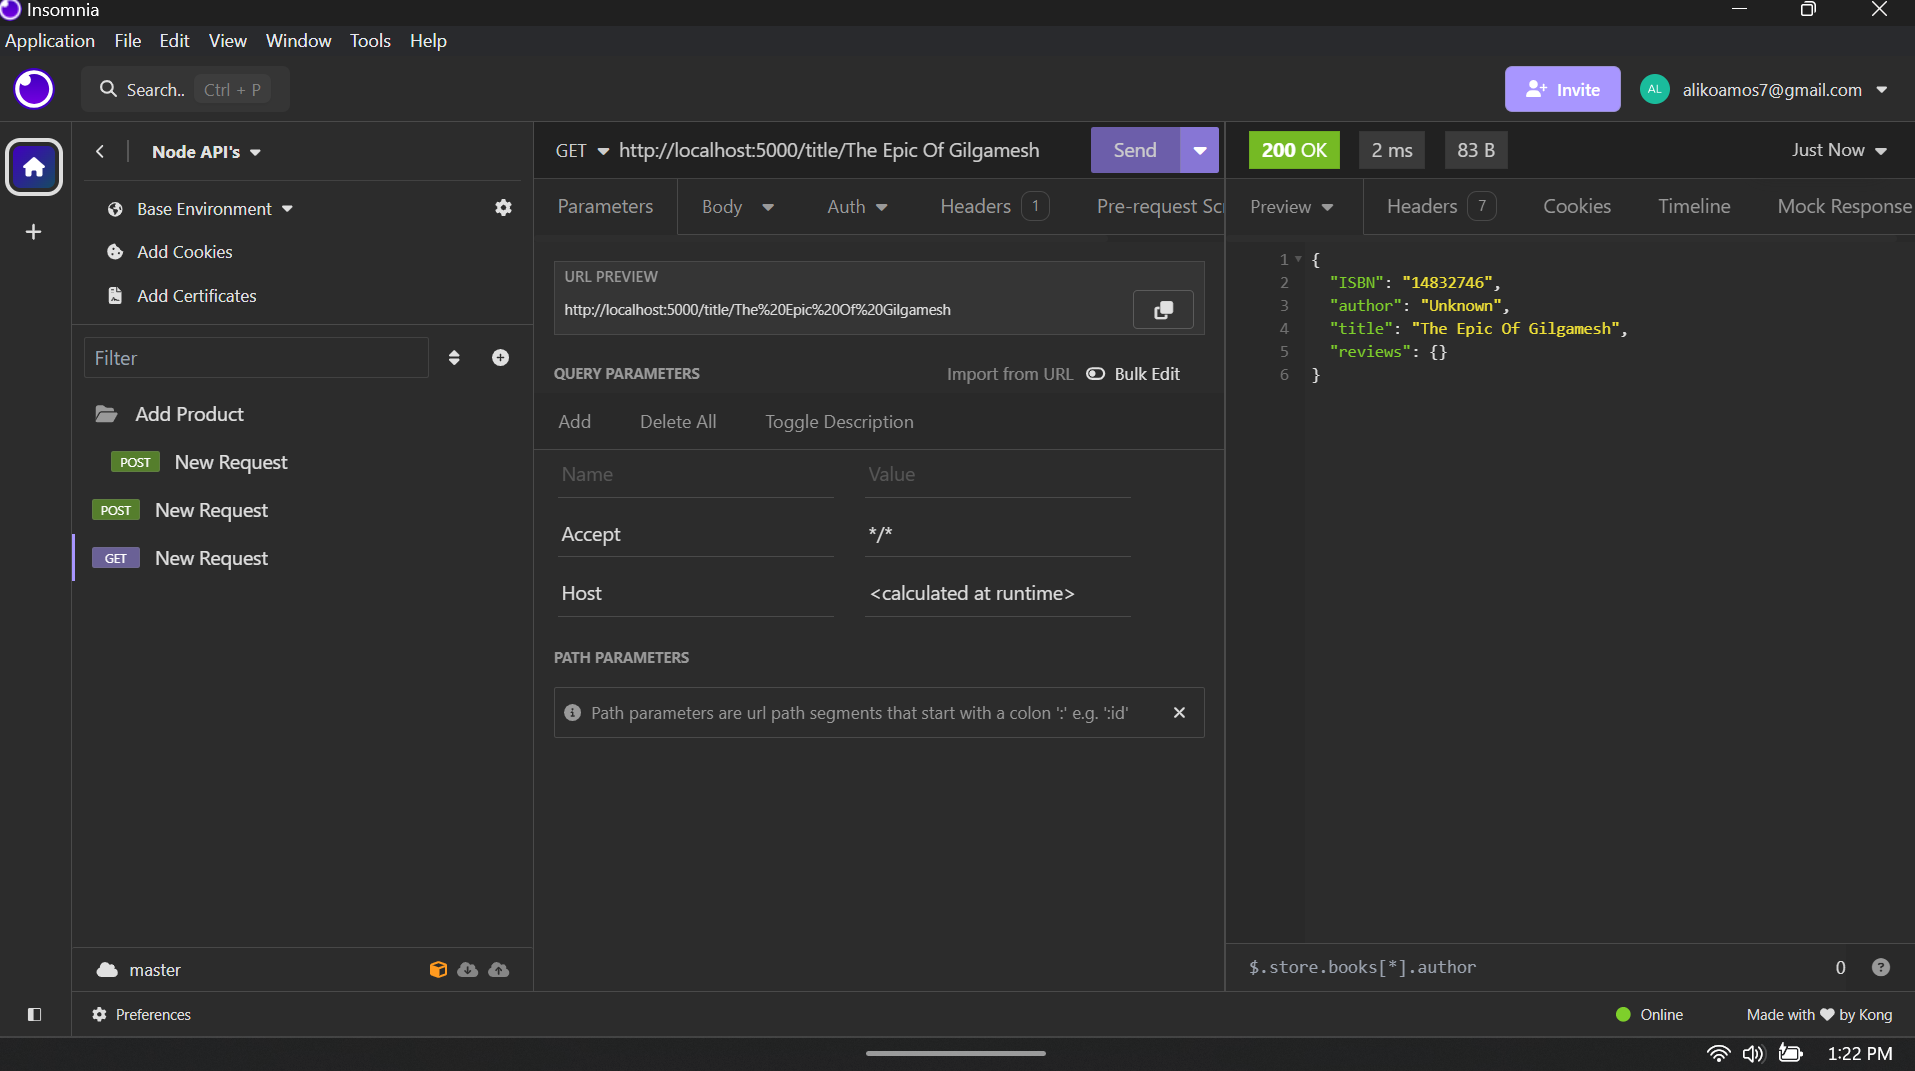 Insomnia
Application File Edit View Window Tools Help
Search.. Ctrl + P
Invite
AL alikoamos7@gmail.com
Node API's
Base Environment
Add Cookies
Add Certificates
Filter
Add Product
POST New Request
POST New Request
GET New Request
master
Preferences
GET http://localhost:5000/title/The Epic Of Gilgamesh Send
Parameters Body Auth Headers 1 Pre-request Scr
URL PREVIEW
http://localhost:5000/title/The%20Epic%20Of%20Gilgamesh
QUERY PARAMETERS Import from URL Bulk Edit
Add Delete All Toggle Description
Name Value
Accept */*
Host <calculated at runtime>
PATH PARAMETERS
Path parameters are url path segments that start with a colon ':' e.g. ':id'
200 OK 2 ms 83 B Just Now
Preview Headers 7 Cookies Timeline Mock Response
1 {
2 "ISBN": "14832746",
3 "author": "Unknown",
4 "title": "The Epic Of Gilgamesh",
5 "reviews": {}
6 }
$.store.books[*].author 0 ?
Online Made with ♥ by Kong
1:22 PM